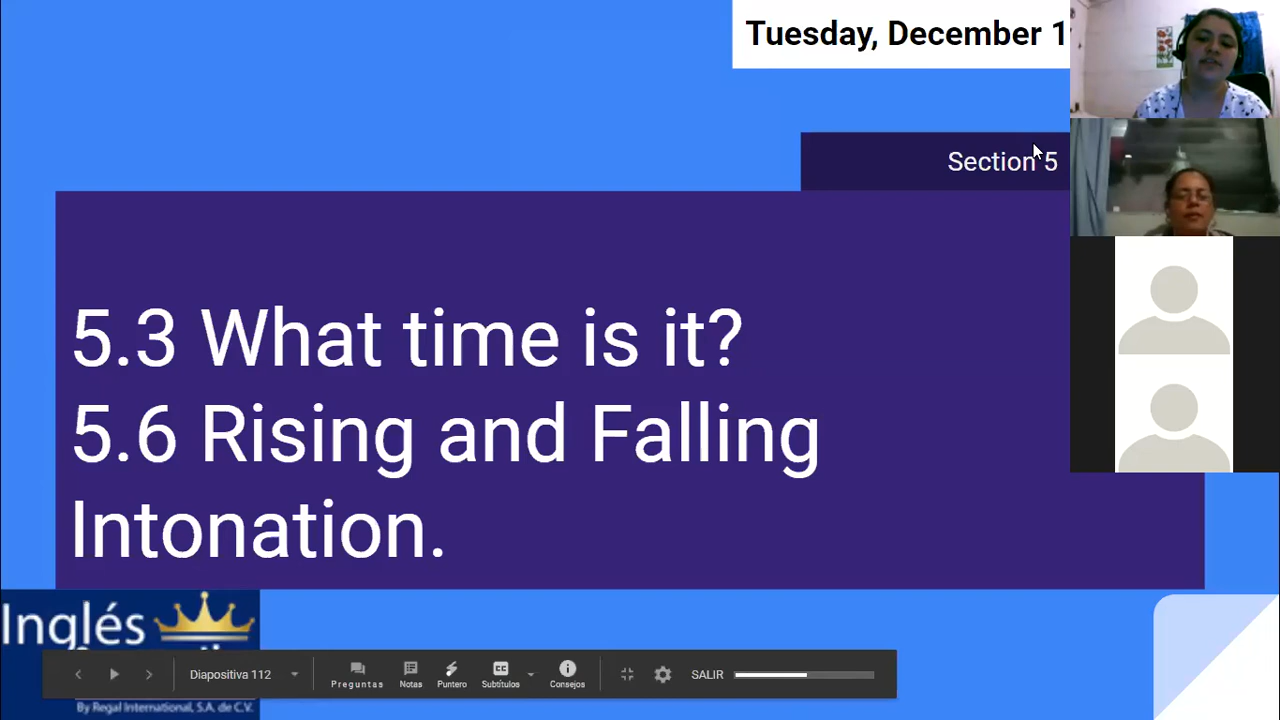 Tuesday, December 1
Section 5
5.3 What time is it?
5.6 Rising and Falling
Intonation.
Inglés
Diapositiva 112
Preguntas
Notas
Puntero
Subtítulos
Consejos
SALIR
By Regal International, S.A. de C.V.